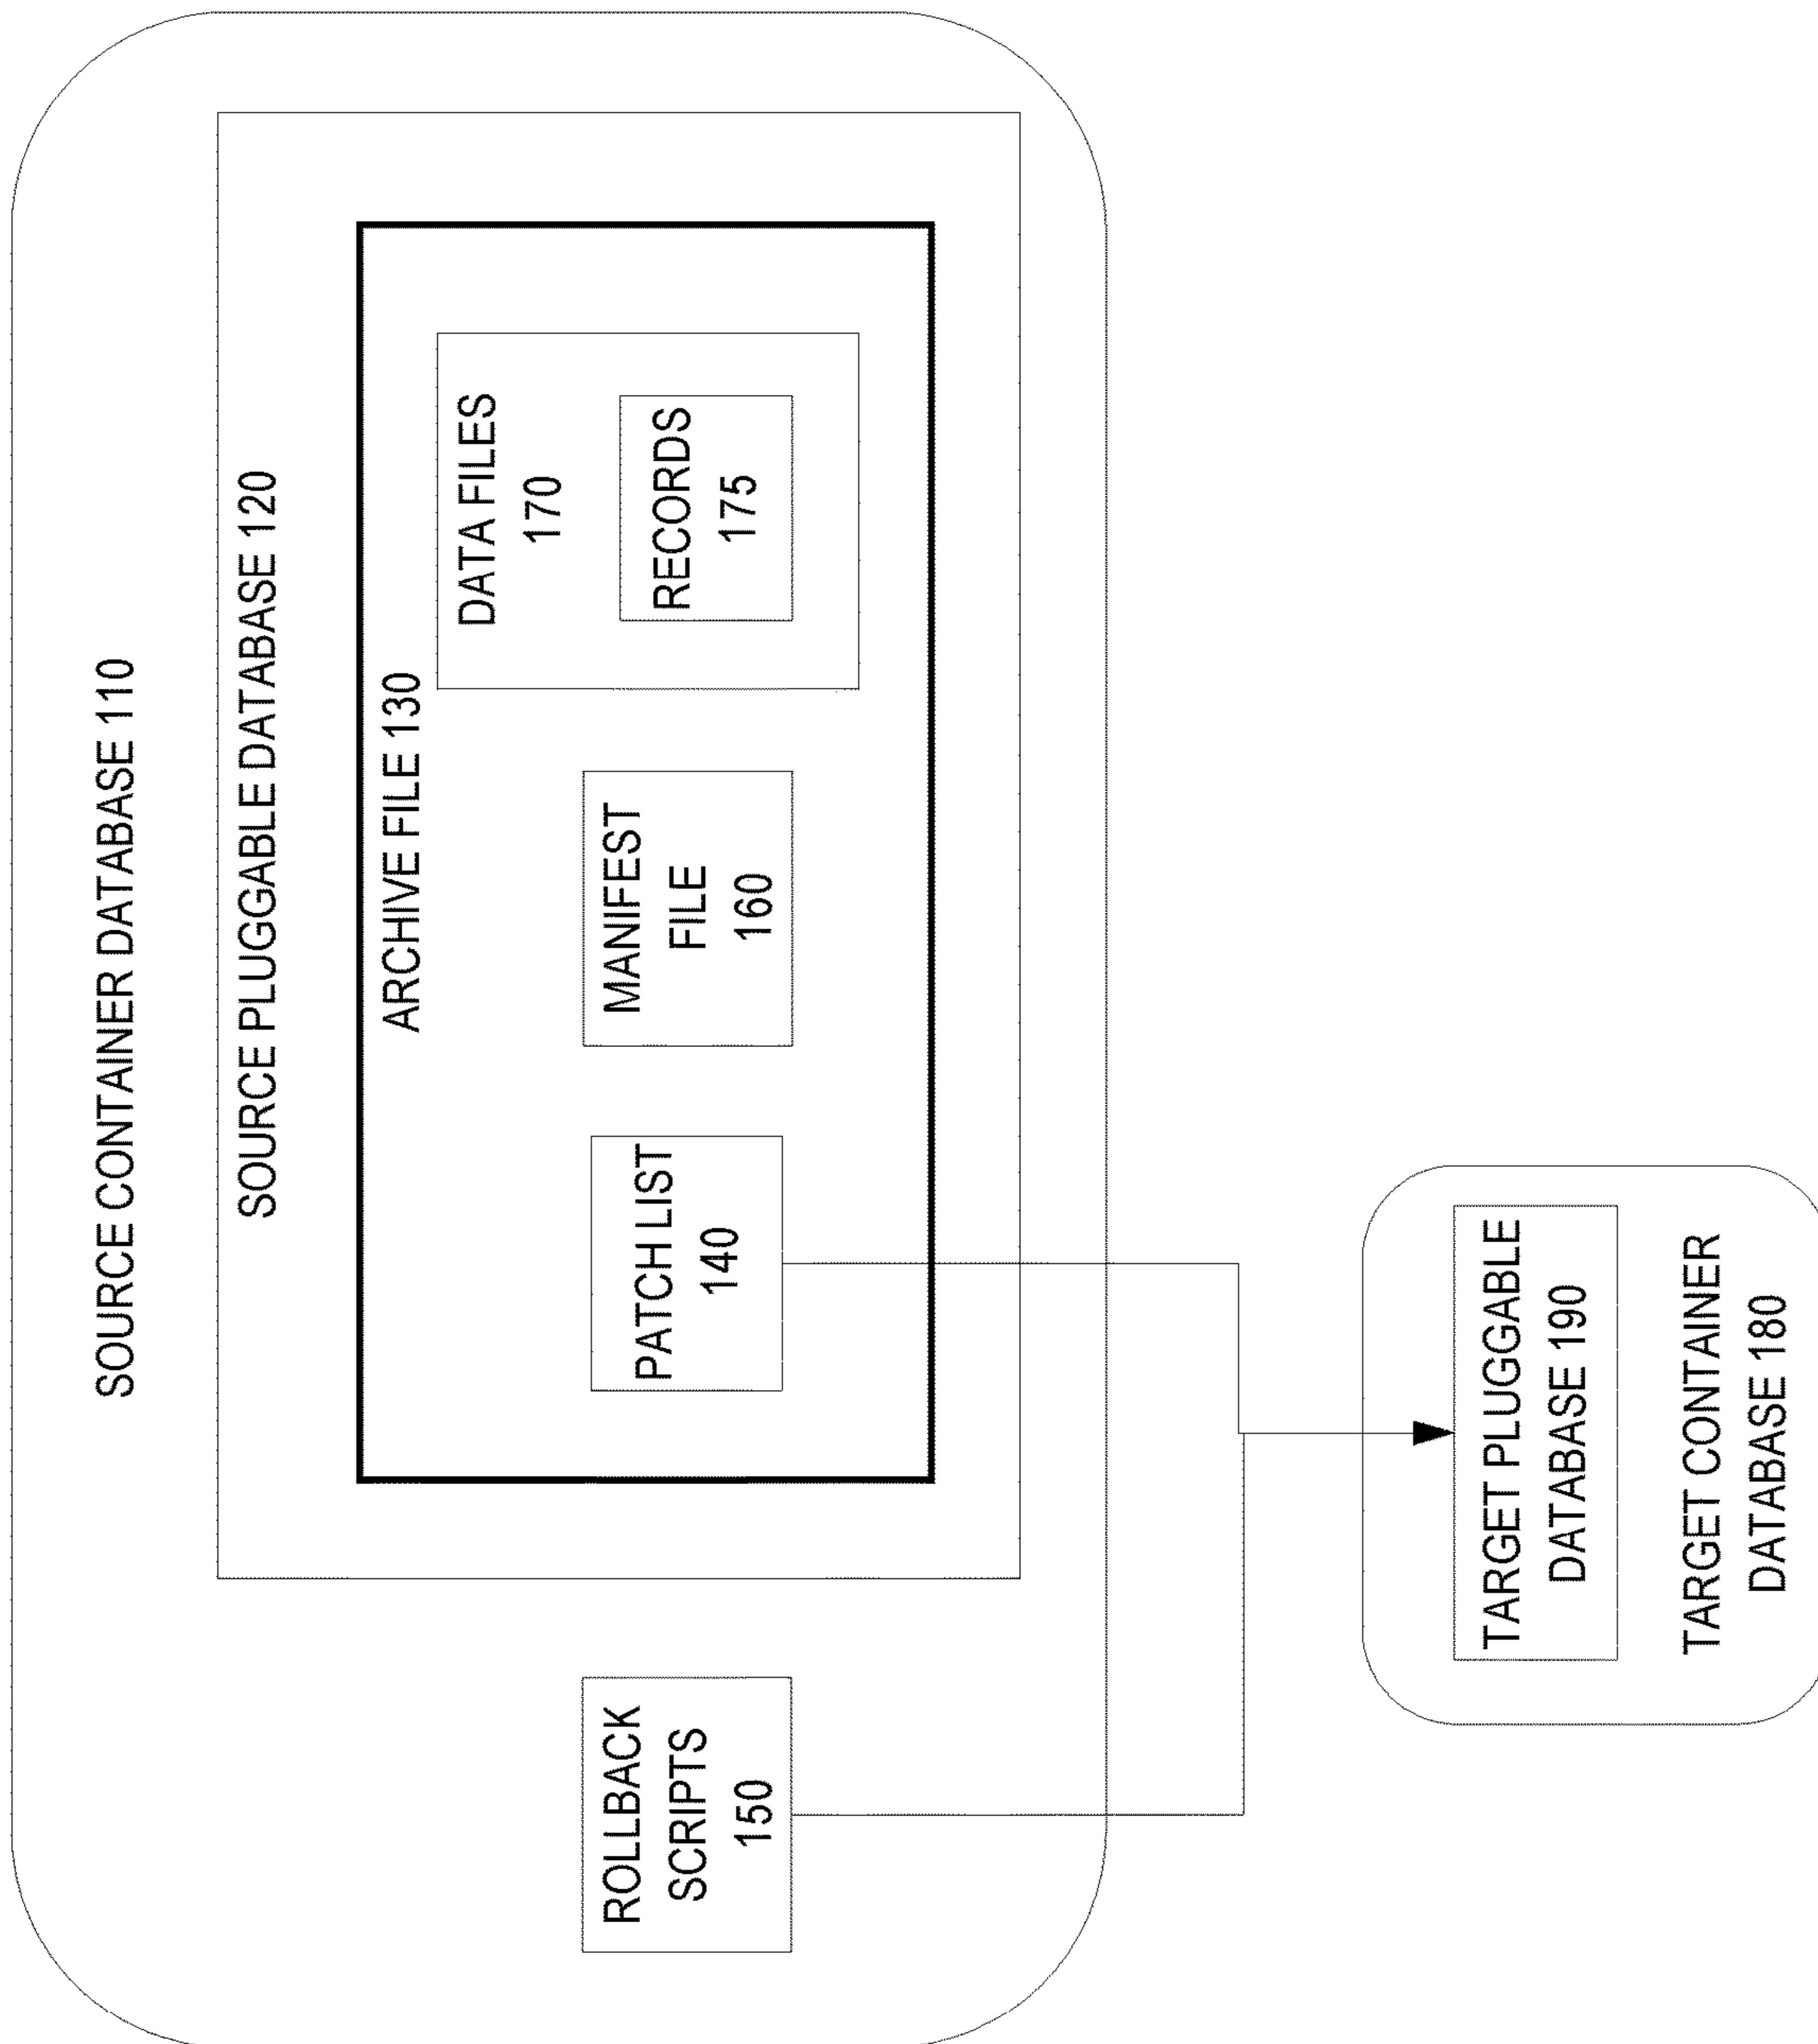 SOURCE CONTAINER DATABASE 110
SOURCE PLUGGABLE DATABASE 120
ARCHIVE FILE 130
ROLLBACK
SCRIPTS
150
PATCH LIST
140
MANIFEST
FILE
160
DATA FILES
170
RECORDS
175
TARGET PLUGGABLE
DATABASE 190
TARGET CONTAINER
DATABASE 180